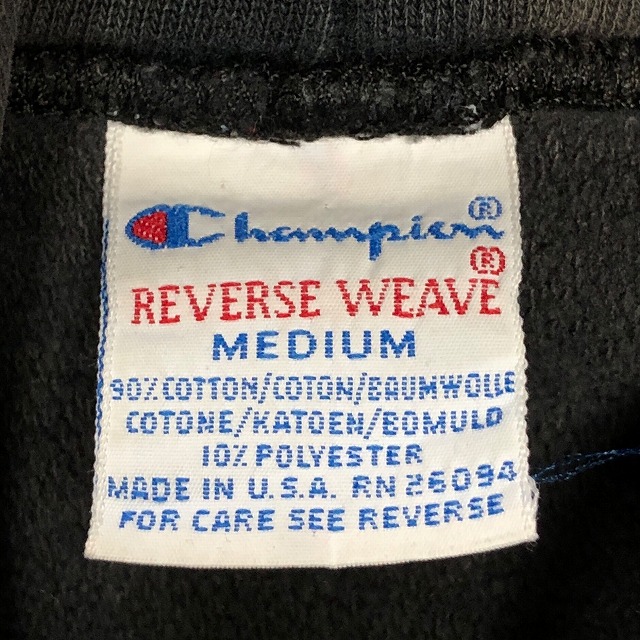 Champion®
REVERSE WEAVE®
MEDIUM
90% COTTON/COTON/BAUMWOLLE
COTONE/KATOEN/BOMULD
10% POLYESTER
MADE IN U.S.A. RN 26094
FOR CARE SEE REVERSE